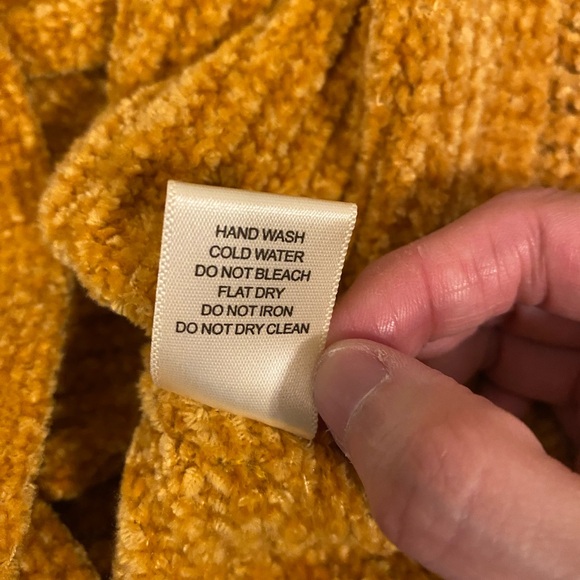 HAND WASH
COLD WATER
DO NOT BLEACH
FLAT DRY
DO NOT IRON
DO NOT DRY CLEAN